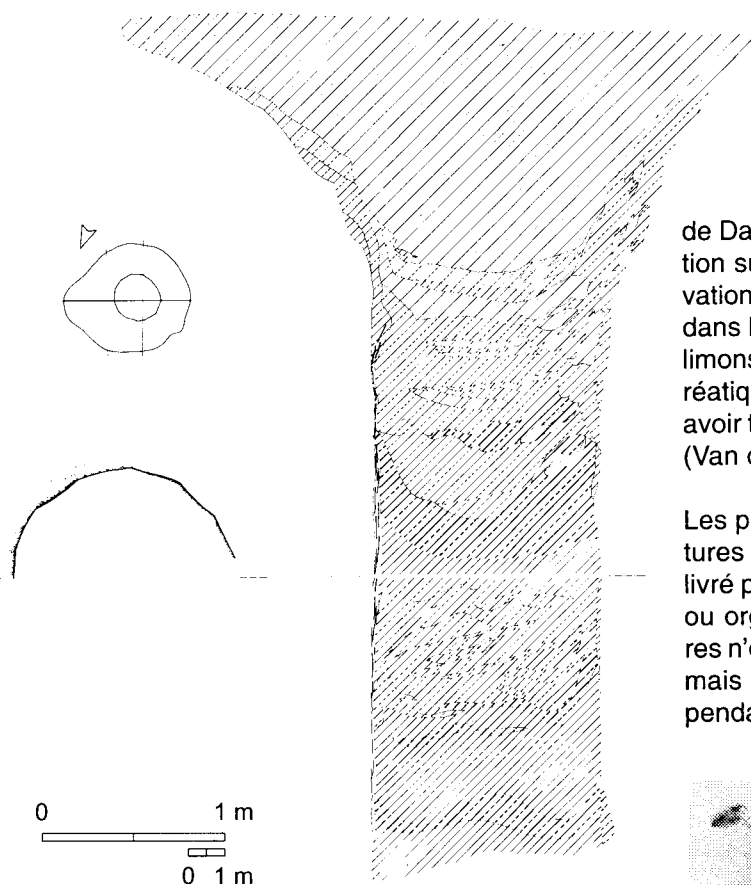 de Da
tion su
vation
dans l
limons
réatiqu
avoir t
(Van d
Les p
tures
livré p
ou org
res n'e
mais
penda
0 1 m
0 1 m